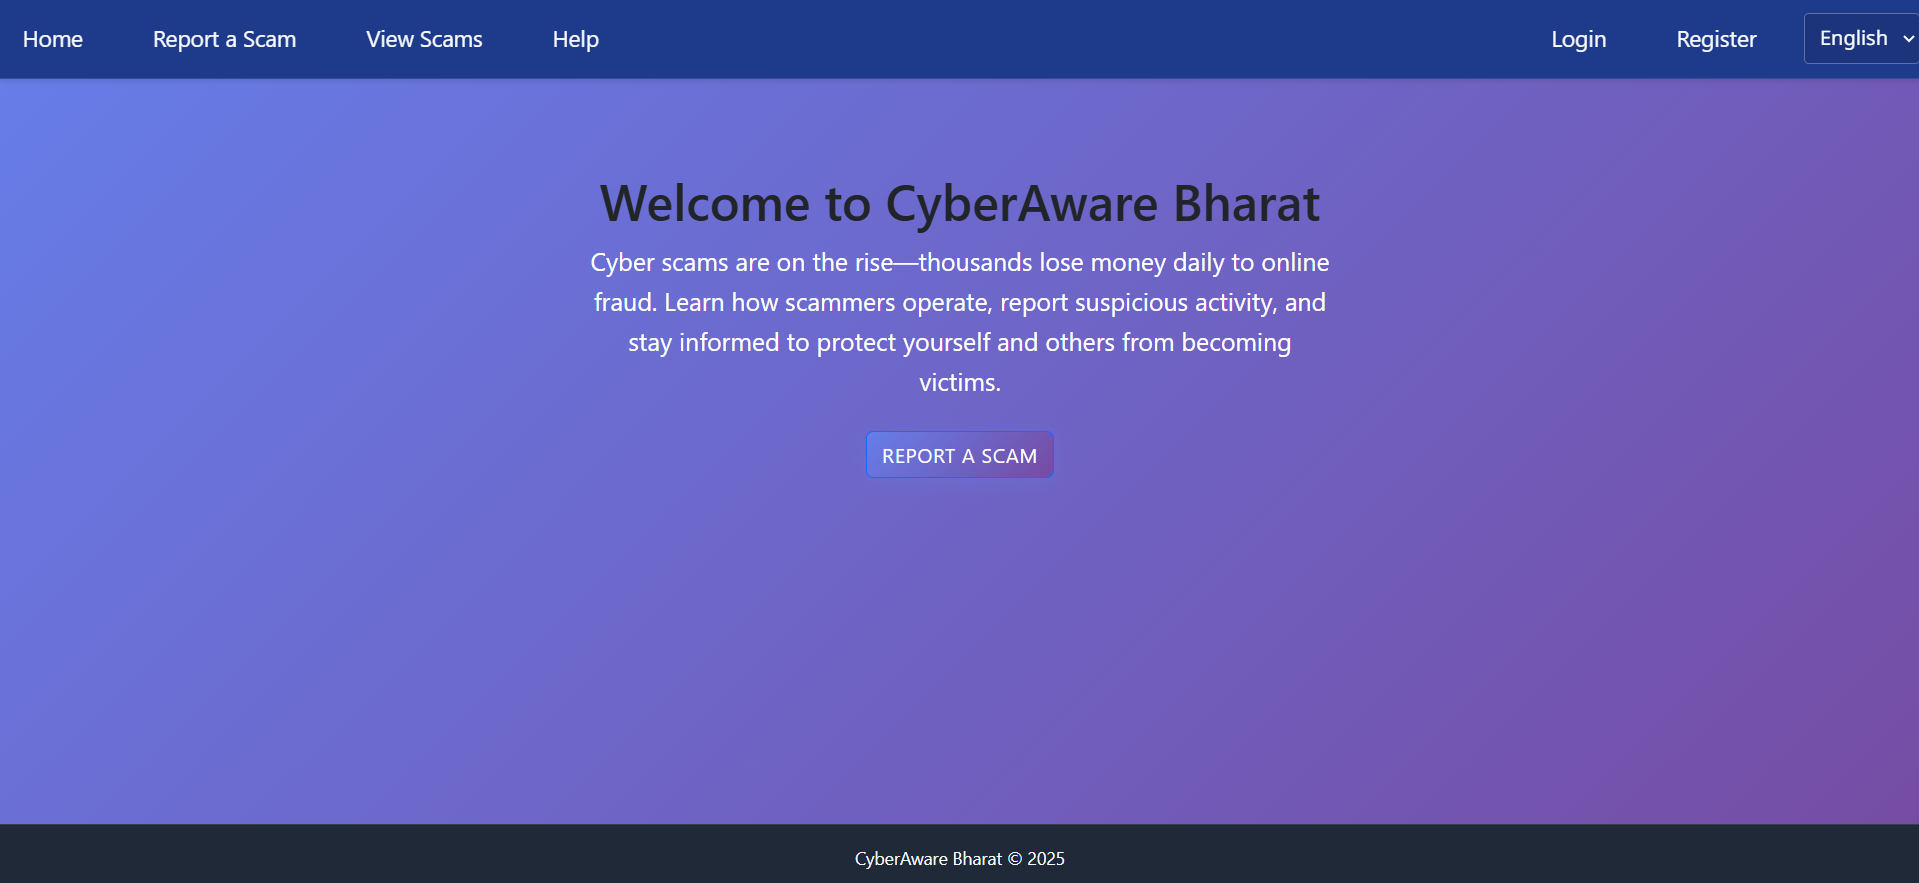 Home Report a Scam View Scams Help Login Register English
Welcome to CyberAware Bharat
Cyber scams are on the rise—thousands lose money daily to online
fraud. Learn how scammers operate, report suspicious activity, and
stay informed to protect yourself and others from becoming
victims.
REPORT A SCAM
CyberAware Bharat © 2025